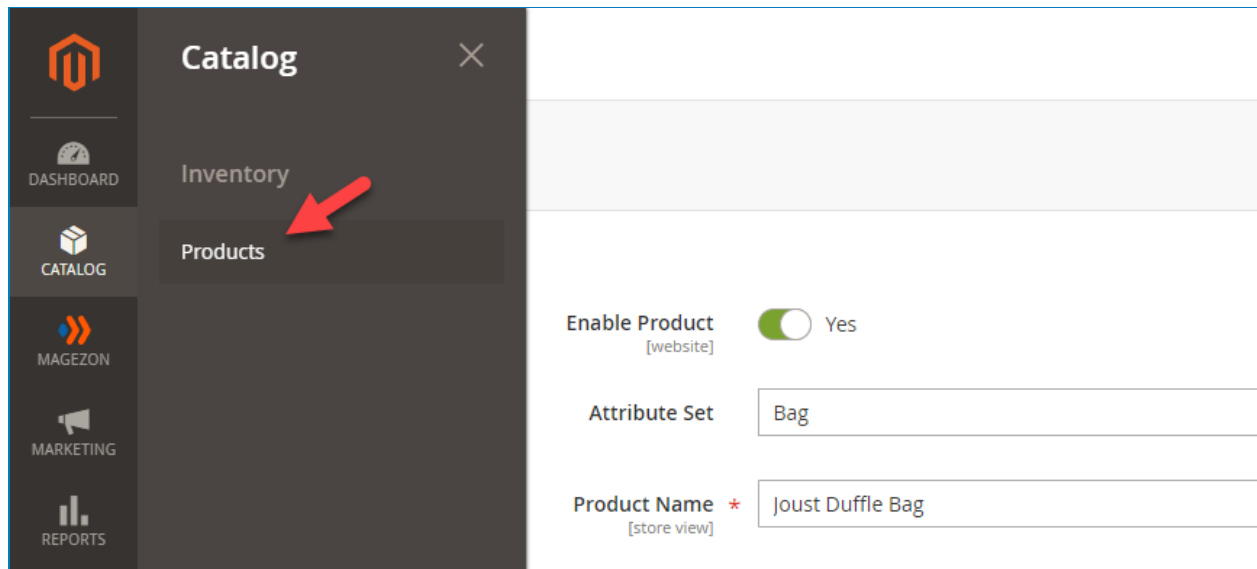 DASHBOARD
CATALOG
MAGEZON
MARKETING
REPORTS
Catalog
Inventory
Products
Enable Product
[website]
Yes
Attribute Set
Bag
Product Name *
[store view]
Joust Duffle Bag